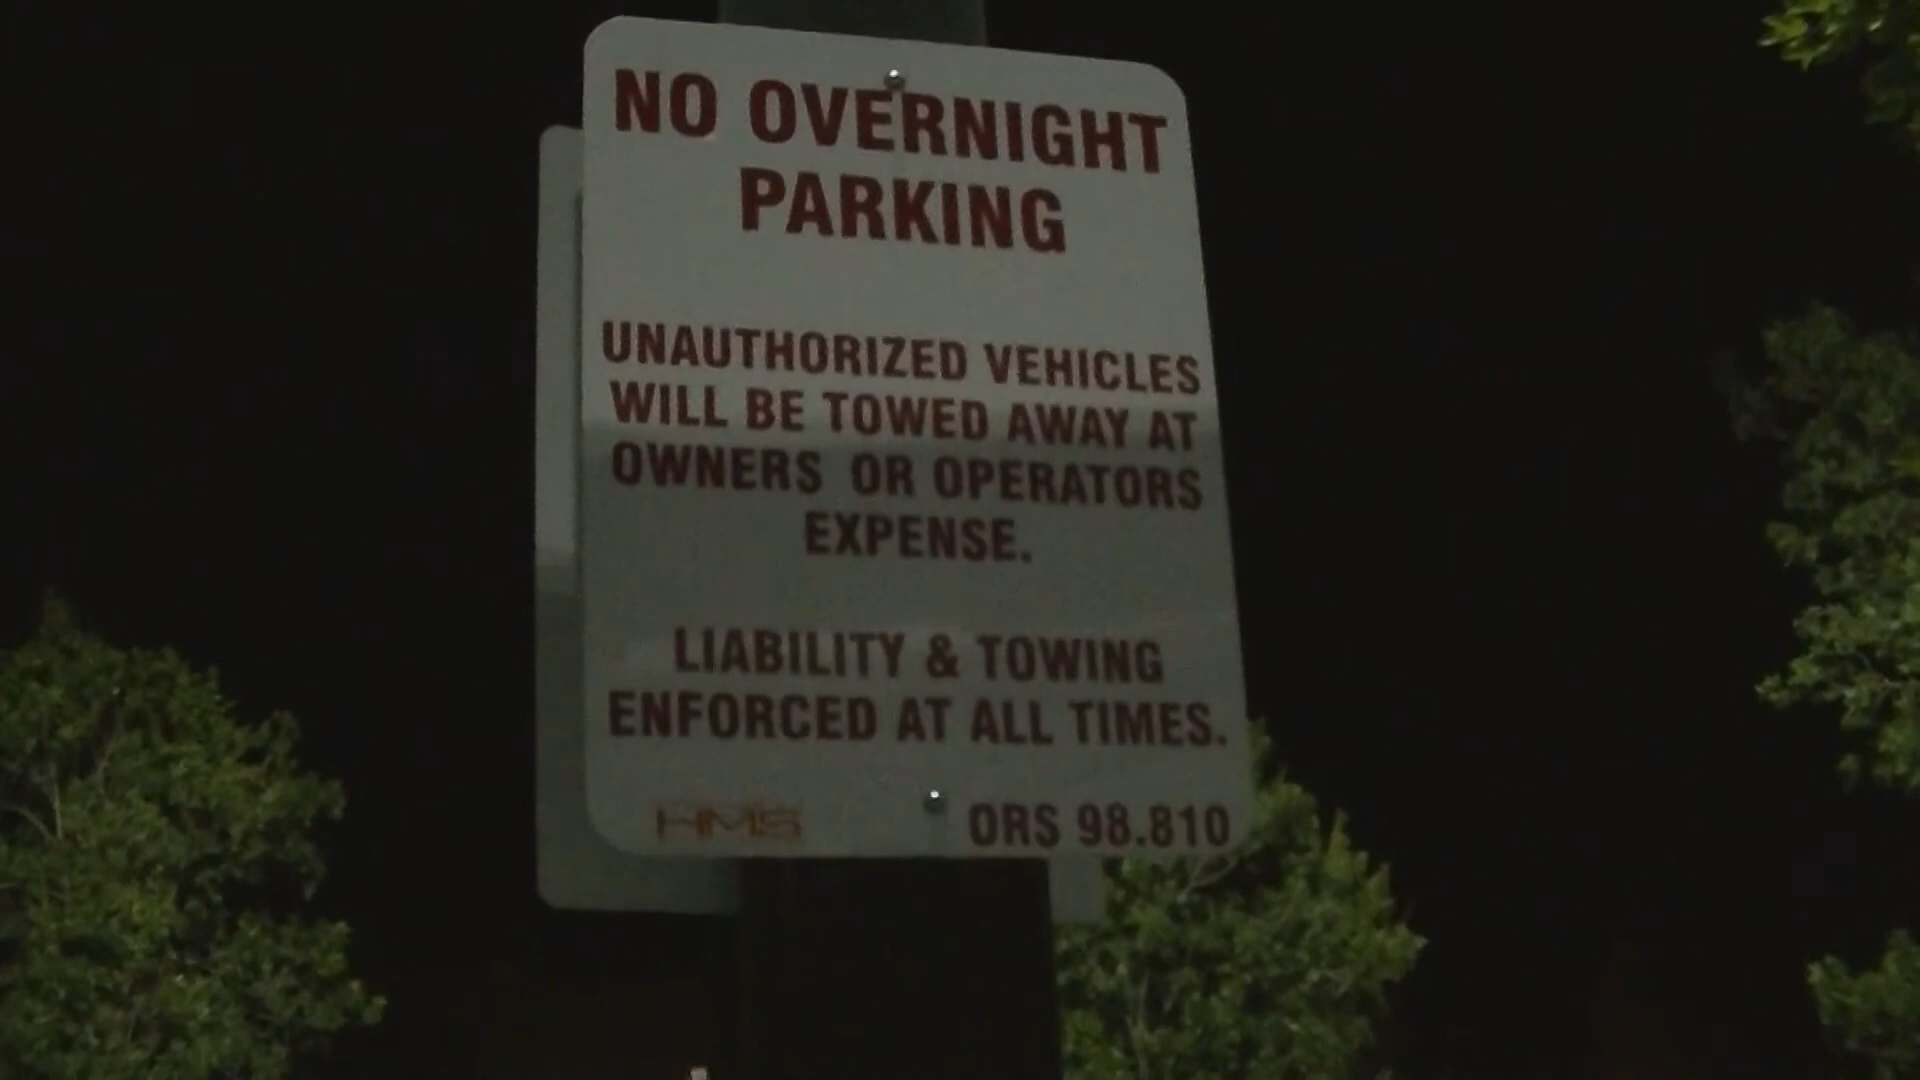 NO OVERNIGHT
PARKING
UNAUTHORIZED VEHICLES
WILL BE TOWED AWAY AT
OWNERS OR OPERATORS
EXPENSE.
LIABILITY & TOWING
ENFORCED AT ALL TIMES.
HMS ORS 98.810